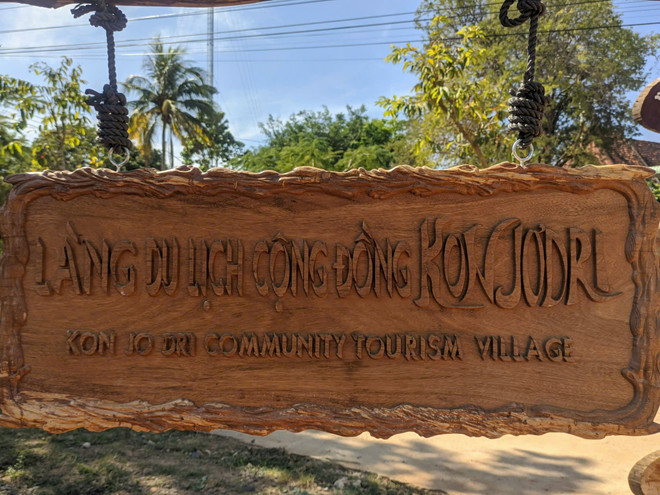 LÀNG DU LỊCH CỘNG ĐỒNG KON JƠDRI
KON JO DRI COMMUNITY TOURISM VILLAGE